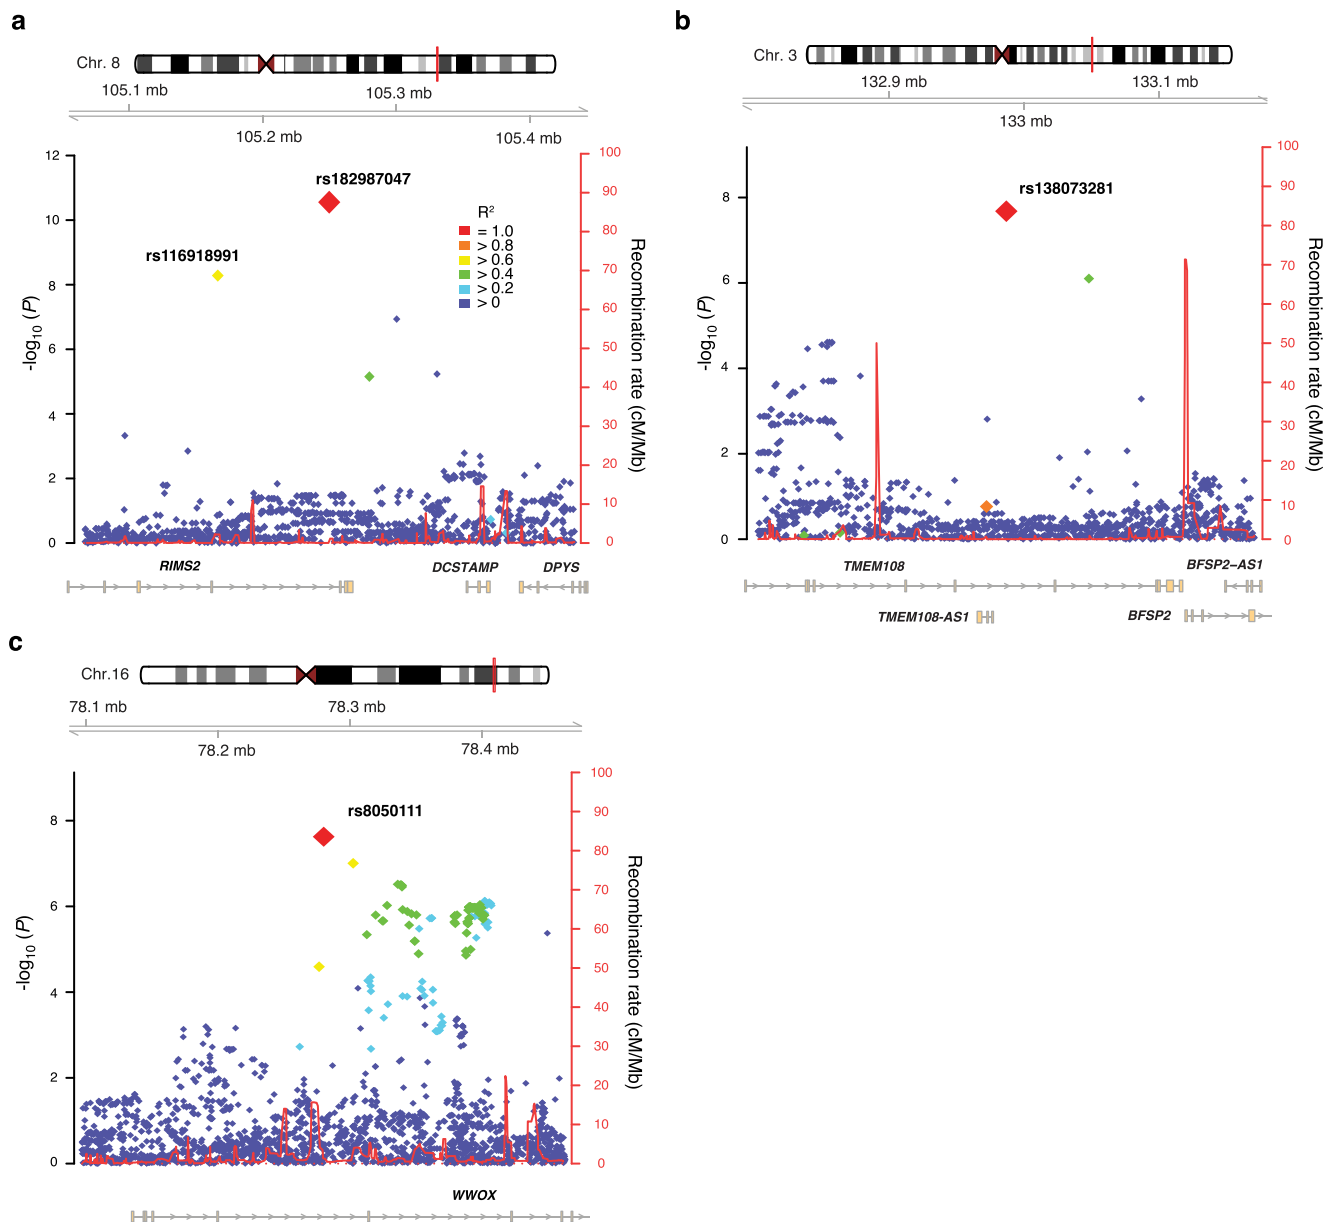 a
Chr. 8
105.1 mb
105.3 mb
105.2 mb
105.4 mb
12
10
8
6
4
2
0
-log10 (P)
100
90
80
70
60
50
40
30
20
10
0
Recombination rate (cM/Mb)
rs182987047
rs116918991
R²
= 1.0
> 0.8
> 0.6
> 0.4
> 0.2
> 0
RIMS2
DCSTAMP
DPYS
b
Chr. 3
132.9 mb
133.1 mb
133 mb
8
6
4
2
0
-log10 (P)
100
90
80
70
60
50
40
30
20
10
0
Recombination rate (cM/Mb)
rs138073281
TMEM108
BFSP2–AS1
TMEM108-AS1
BFSP2
c
Chr.16
78.1 mb
78.3 mb
78.2 mb
78.4 mb
8
6
4
2
0
-log10 (P)
100
90
80
70
60
50
40
30
20
10
0
Recombination rate (cM/Mb)
rs8050111
WWOX